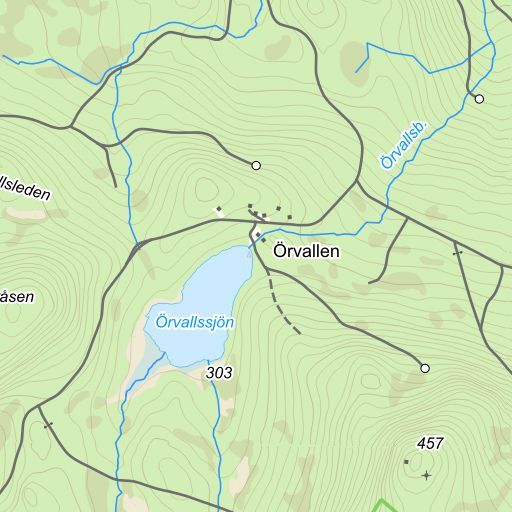 Örvallsb.
llsleden
Örvallen
åsen
Örvallssjön
303
457